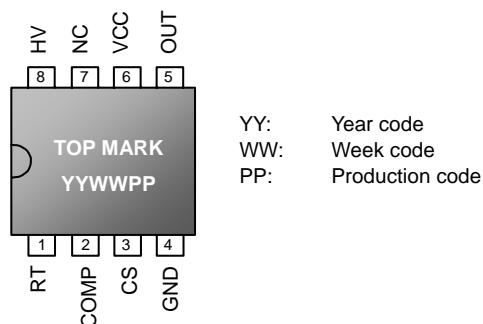 HV NC VCC OUT
8 7 6 5
TOP MARK
YYWWPP
1 2 3 4
RT COMP CS GND
YY: Year code
WW: Week code
PP: Production code